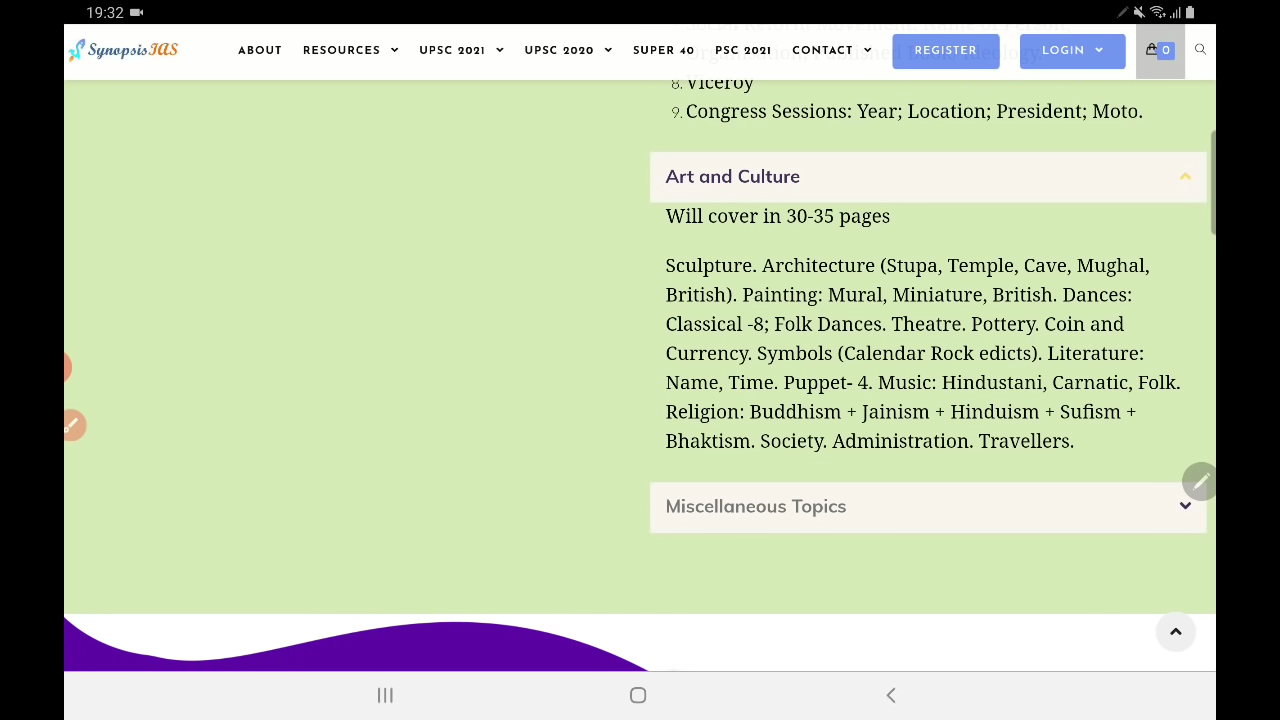 19:32
SynopsisIAS
ABOUT RESOURCES UPSC 2021 UPSC 2020 SUPER 40 PSC 2021 CONTACT REGISTER LOGIN 0
8. Viceroy
9. Congress Sessions: Year; Location; President; Moto.
Art and Culture
Will cover in 30-35 pages
Sculpture. Architecture (Stupa, Temple, Cave, Mughal,
British). Painting: Mural, Miniature, British. Dances:
Classical -8; Folk Dances. Theatre. Pottery. Coin and
Currency. Symbols (Calendar Rock edicts). Literature:
Name, Time. Puppet- 4. Music: Hindustani, Carnatic, Folk.
Religion: Buddhism + Jainism + Hinduism + Sufism +
Bhaktism. Society. Administration. Travellers.
Miscellaneous Topics